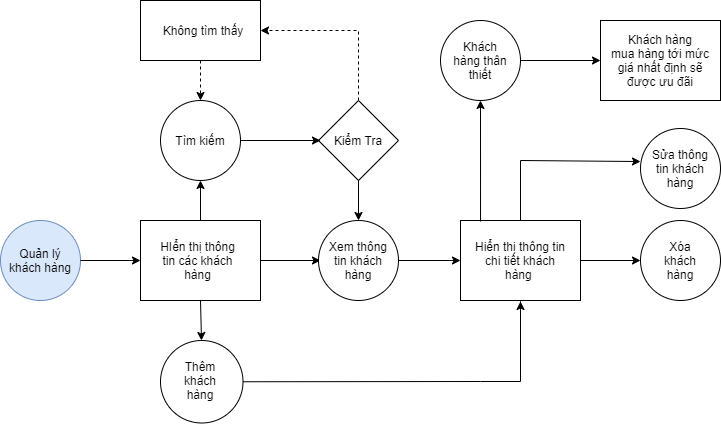 Không tìm thấy
Khách
hàng thân
thiết
Khách hàng
mua hàng tới mức
giá nhất định sẽ
được ưu đãi
Tìm kiếm
Kiểm Tra
Sửa thông
tin khách
hàng
Quản lý
khách hàng
HIển thị thông
tin các khách
hàng
Xem thông
tin khách
hàng
Hiển thị thông tin
chi tiết khách
hàng
Xóa
khách
hàng
Thêm
khách
hàng